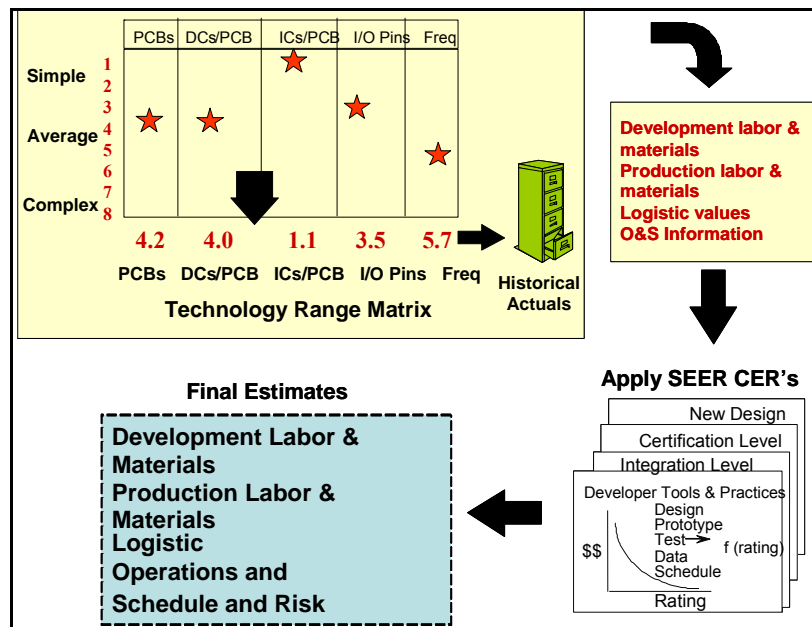 PCBs DCs/PCB ICs/PCB I/O Pins Freq
Simple
1
2
3
Average
4
5
6
7
Complex
8
4.2 4.0 1.1 3.5 5.7
PCBs DCs/PCB ICs/PCB I/O Pins Freq
Technology Range Matrix
Historical
Actuals
Development labor &
materials
Production labor &
materials
Logistic values
O&S Information
Apply SEER CER's
New Design
Certification Level
Integration Level
Developer Tools & Practices
Design
Prototype
Test
Data
Schedule
$$
f (rating)
Rating
Final Estimates
Development Labor &
Materials
Production Labor &
Materials
Logistic
Operations and
Schedule and Risk